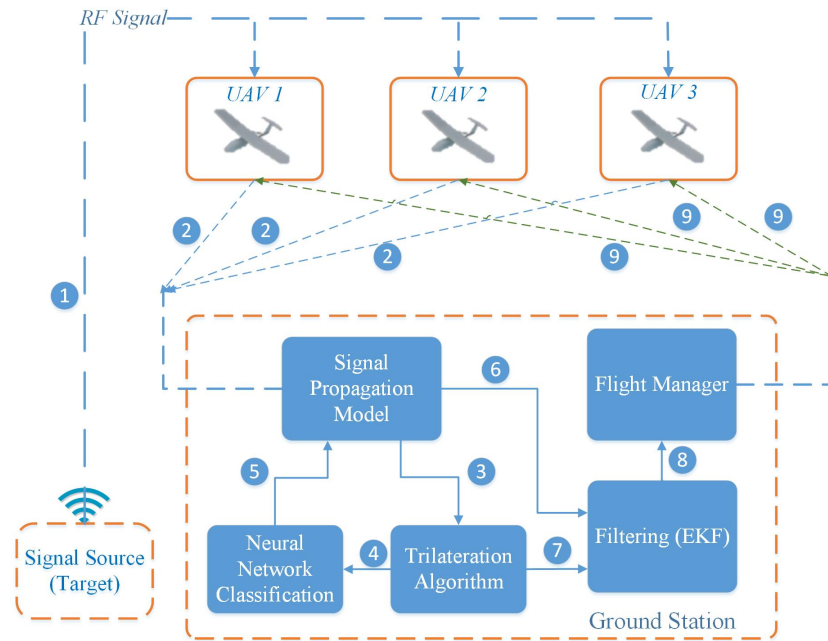 RF Signal
UAV 1
UAV 2
UAV 3
2
2
2
9
9
9
1
Signal
Propagation
Model
6
Flight Manager
5
3
8
Neural
Network
Classification
4
Trilateration
Algorithm
7
Filtering (EKF)
Signal Source
(Target)
Ground Station